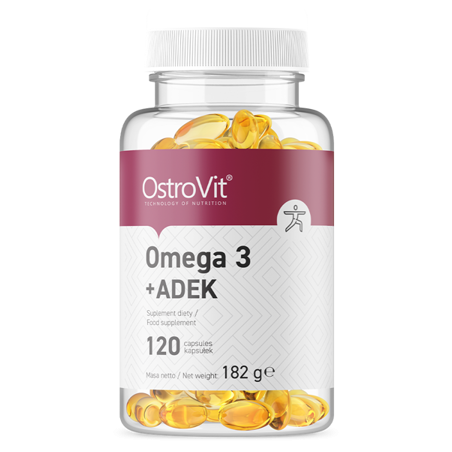 OstroVit®
TECHNOLOGY OF NUTRITION
Omega 3
+ADEK
Suplement diety /
Food supplement
120 capsules
kapsułek
Masa netto / Net weight: 182 g℮